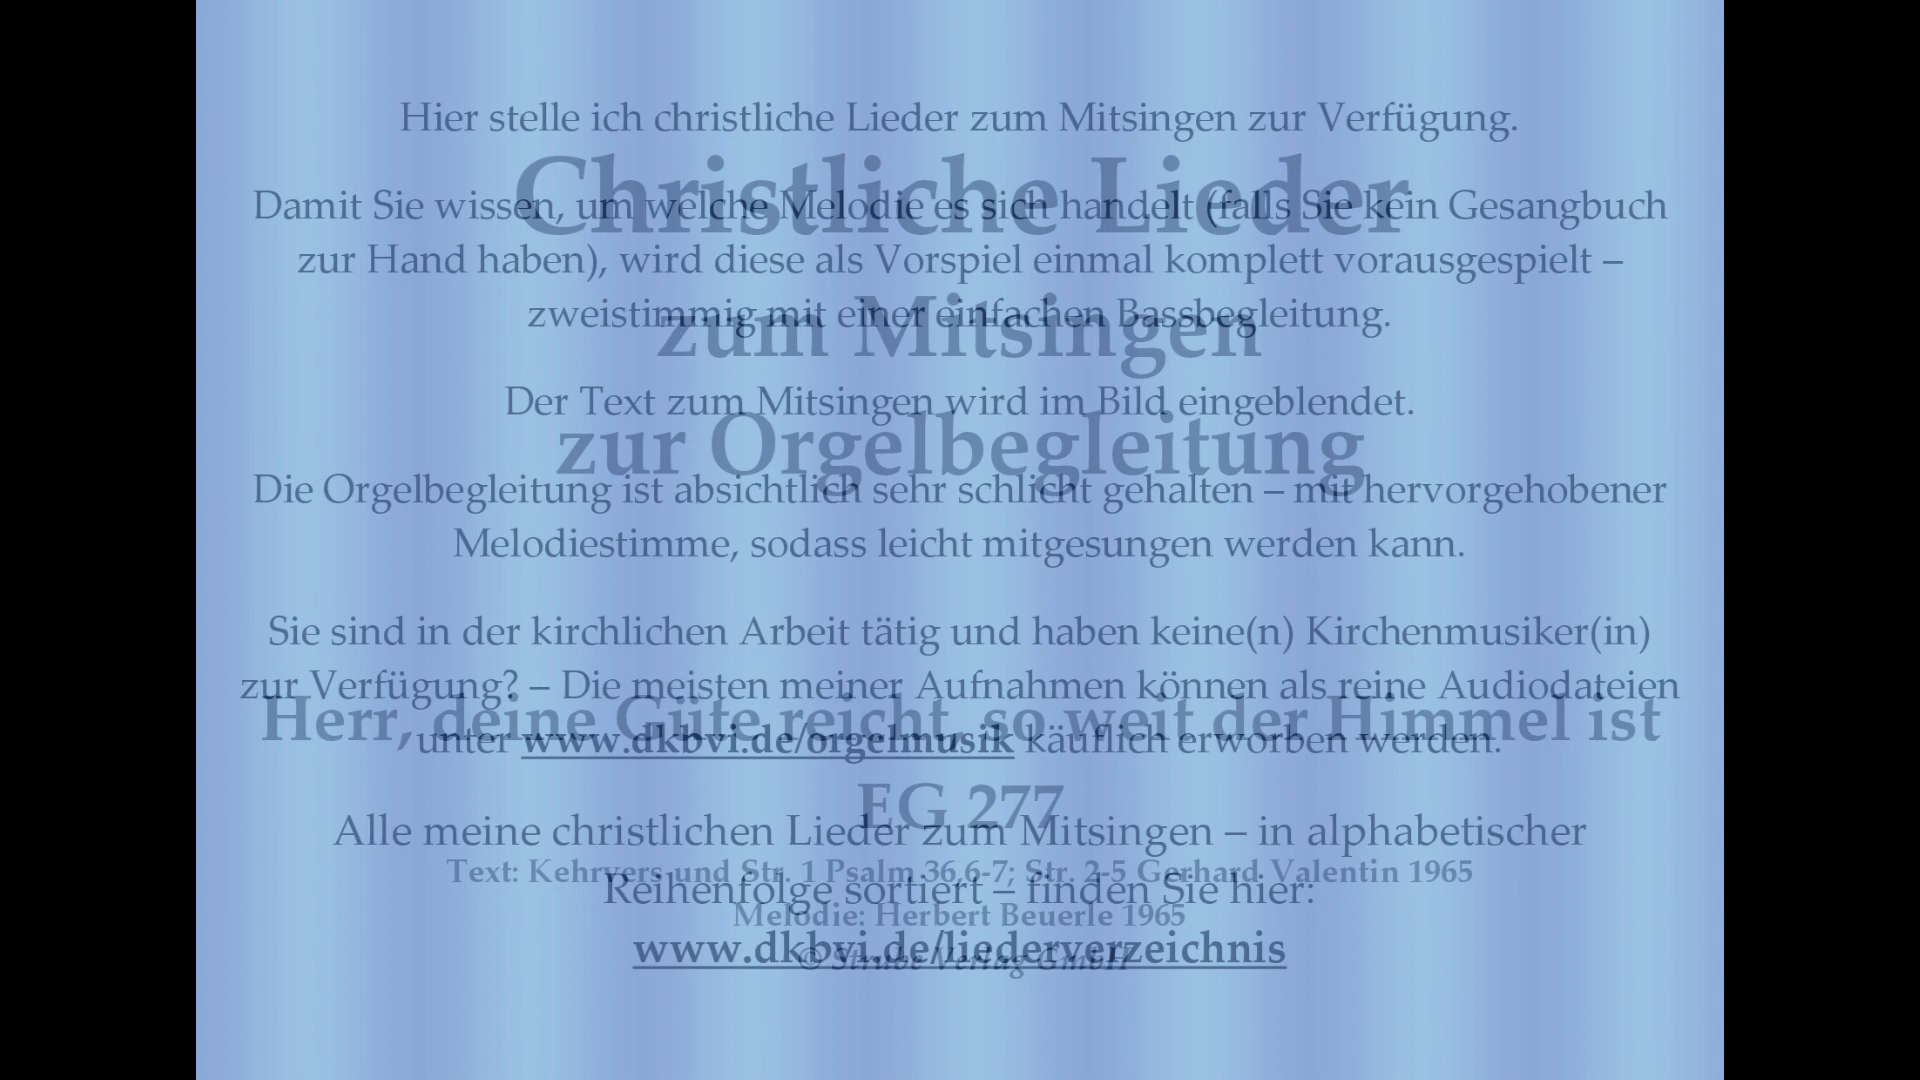 Hier stelle ich christliche Lieder zum Mitsingen zur Verfügung.
Christliche Lieder
Damit Sie wissen, um welche Melodie es sich handelt (falls Sie kein Gesangbuch
zur Hand haben), wird diese als Vorspiel einmal komplett vorausgespielt –
zweistimmig mit einer einfachen Bassbegleitung.
zum Mitsingen
Der Text zum Mitsingen wird im Bild eingeblendet.
zur Orgelbegleitung
Die Orgelbegleitung ist absichtlich sehr schlicht gehalten – mit hervorgehobener
Melodiestimme, sodass leicht mitgesungen werden kann.
Sie sind in der kirchlichen Arbeit tätig und haben keine(n) Kirchenmusiker(in)
zur Verfügung? – Die meisten meiner Aufnahmen können als reine Audiodateien
Herr, deine Güte reicht, so weit der Himmel ist
unter www.dkbvi.de/orgelmusik käuflich erworben werden.
EG 277
Alle meine christlichen Lieder zum Mitsingen – in alphabetischer
Text: Kehrvers und Str. 1 Psalm 36,6-7; Str. 2-5 Gerhard Valentin 1965
Reihenfolge sortiert – finden Sie hier:
Melodie: Herbert Beuerle 1965
www.dkbvi.de/liederverzeichnis
© Strube Verlag GmbH